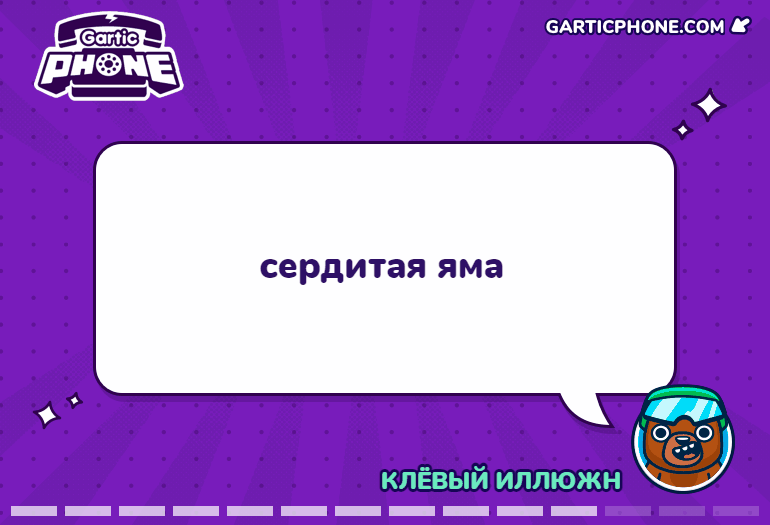 Gartic
PHONE
GARTICPHONE.COM
сердитая яма
КЛЁВЫЙ ИЛЛЮЖН